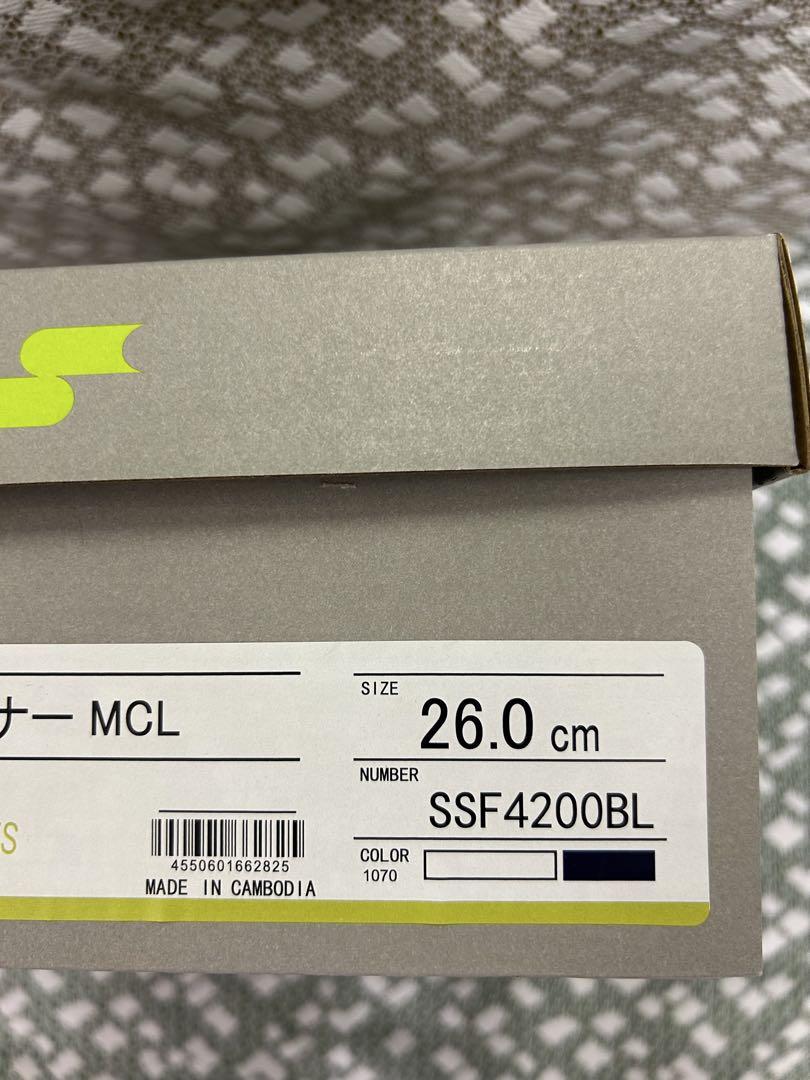 ナー MCL
SIZE
26.0 cm
NUMBER
SSF4200BL
COLOR
1070
S
4550601662825
MADE IN CAMBODIA